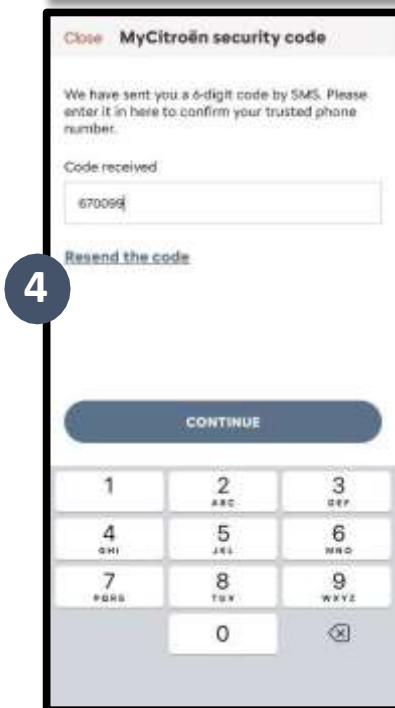 Close MyCitroën security code
We have sent you a 6-digit code by SMS. Please
enter it in here to confirm your trusted phone
number.
Code received
670099
Resend the code
4
CONTINUE
1 2 3
ABC DEF
4 5 6
GHI JKL MNO
7 8 9
PQRS TUV WXYZ
0